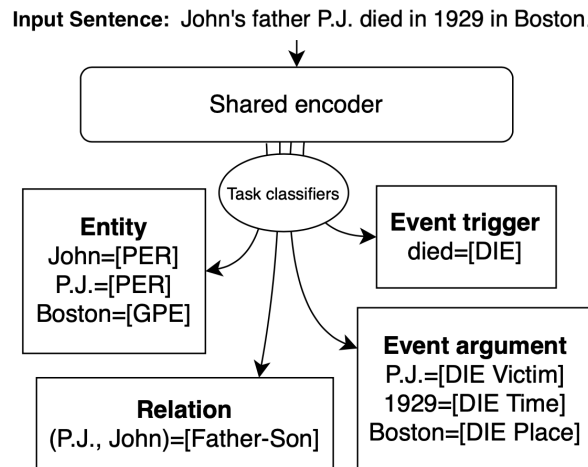 Input Sentence: John's father P.J. died in 1929 in Boston.
Shared encoder
Task classifiers
Entity
John=[PER]
P.J.=[PER]
Boston=[GPE]
Event trigger
died=[DIE]
Relation
(P.J., John)=[Father-Son]
Event argument
P.J.=[DIE Victim]
1929=[DIE Time]
Boston=[DIE Place]